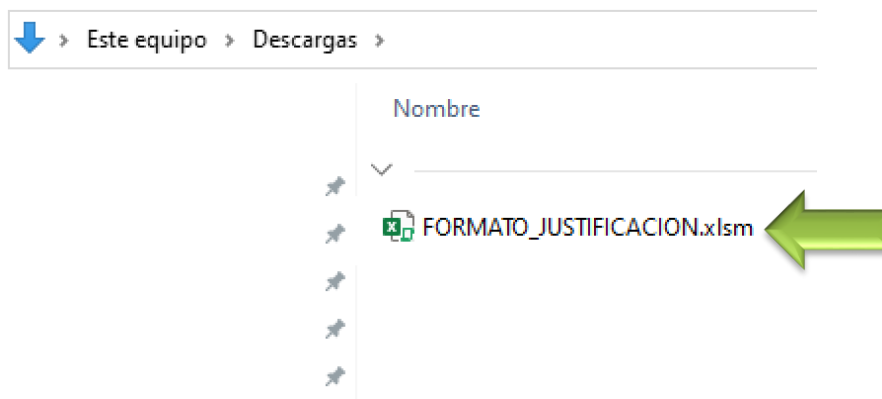 Este equipo > Descargas >
Nombre
FORMATO_JUSTIFICACION.xlsm